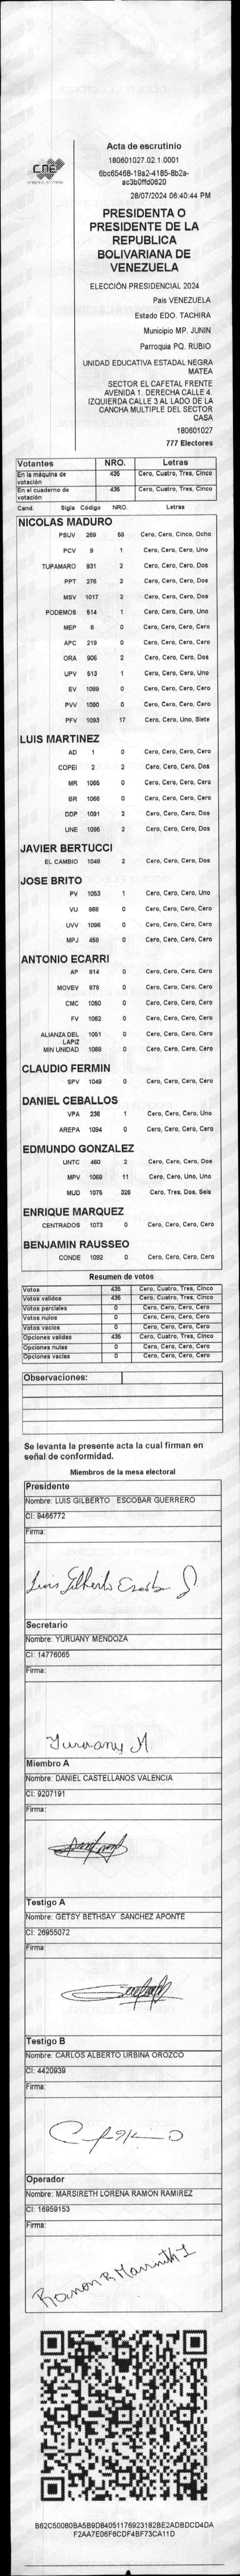 CNE
Acta de escrutinio
180601027.02.1.0001
6bc65468-19a2-4185-8b2a-
ac3b0ffd0620
28/07/2024 06:40:44 PM
PRESIDENTA O
PRESIDENTE DE LA
REPUBLICA
BOLIVARIANA DE
VENEZUELA
ELECCIÓN PRESIDENCIAL 2024
Pais VENEZUELA
Estado EDO. TACHIRA
Municipio MP. JUNIN
Parroquia PQ. RUBIO
UNIDAD EDUCATIVA ESTADAL NEGRA
MATEA
SECTOR EL CAFETAL FRENTE
AVENIDA 1. DERECHA CALLE 4.
IZQUIERDA CALLE 3 AL LADO DE LA
CANCHA MULTIPLE DEL SECTOR
CASA
180601027
777 Electores
Votantes NRO. Letras
En la máquina de votación 435 Cero, Cuatro, Tres, Cinco
En el cuaderno de votación 435 Cero, Cuatro, Tres, Cinco
Cand. Sigla Código NRO. Letras
NICOLAS MADURO
PSUV 269 58 Cero, Cero, Cinco, Ocho
PCV 9 1 Cero, Cero, Cero, Uno
TUPAMARO 931 2 Cero, Cero, Cero, Dos
PPT 276 2 Cero, Cero, Cero, Dos
MSV 1017 2 Cero, Cero, Cero, Dos
PODEMOS 514 1 Cero, Cero, Cero, Uno
MEP 6 0 Cero, Cero, Cero, Cero
APC 219 0 Cero, Cero, Cero, Cero
ORA 906 2 Cero, Cero, Cero, Dos
UPV 513 1 Cero, Cero, Cero, Uno
EV 1089 0 Cero, Cero, Cero, Cero
PVV 1090 0 Cero, Cero, Cero, Cero
PFV 1093 17 Cero, Cero, Uno, Siete
LUIS MARTINEZ
AD 1 0 Cero, Cero, Cero, Cero
COPEI 2 2 Cero, Cero, Cero, Dos
MR 1065 0 Cero, Cero, Cero, Cero
BR 1066 0 Cero, Cero, Cero, Cero
DDP 1091 2 Cero, Cero, Cero, Dos
UNE 1095 2 Cero, Cero, Cero, Dos
JAVIER BERTUCCI
EL CAMBIO 1048 2 Cero, Cero, Cero, Dos
JOSE BRITO
PV 1053 1 Cero, Cero, Cero, Uno
VU 868 0 Cero, Cero, Cero, Cero
UVV 1096 0 Cero, Cero, Cero, Cero
MPJ 458 0 Cero, Cero, Cero, Cero
ANTONIO ECARRI
AP 914 0 Cero, Cero, Cero, Cero
MOVEV 878 0 Cero, Cero, Cero, Cero
CMC 1050 0 Cero, Cero, Cero, Cero
FV 1062 0 Cero, Cero, Cero, Cero
ALIANZA DEL LAPIZ 1051 0 Cero, Cero, Cero, Cero
MIN UNIDAD 1069 0 Cero, Cero, Cero, Cero
CLAUDIO FERMIN
SPV 1049 0 Cero, Cero, Cero, Cero
DANIEL CEBALLOS
VPA 236 1 Cero, Cero, Cero, Uno
AREPA 1094 0 Cero, Cero, Cero, Cero
EDMUNDO GONZALEZ
UNTC 460 2 Cero, Cero, Cero, Dos
MPV 1059 11 Cero, Cero, Uno, Uno
MUD 1075 326 Cero, Tres, Dos, Seis
ENRIQUE MARQUEZ
CENTRADOS 1073 0 Cero, Cero, Cero, Cero
BENJAMIN RAUSSEO
CONDE 1092 0 Cero, Cero, Cero, Cero
Resumen de votos
Votos 435 Cero, Cuatro, Tres, Cinco
Votos validos 435 Cero, Cuatro, Tres, Cinco
Votos parciales 0 Cero, Cero, Cero, Cero
Votos nulos 0 Cero, Cero, Cero, Cero
Votos vacios 0 Cero, Cero, Cero, Cero
Opciones validas 435 Cero, Cuatro, Tres, Cinco
Opciones nulas 0 Cero, Cero, Cero, Cero
Opciones vacias 0 Cero, Cero, Cero, Cero
Observaciones:
Se levanta la presente acta la cual firman en
señal de conformidad.
Miembros de la mesa electoral
Presidente
Nombre: LUIS GILBERTO ESCOBAR GUERRERO
CI: 9466772
Firma:
Luis Gilberto Escobar G
Secretario
Nombre: YURUANY MENDOZA
CI: 14776065
Firma:
Yuruany M
Miembro A
Nombre: DANIEL CASTELLANOS VALENCIA
CI: 9207191
Firma:
Testigo A
Nombre: GETSY BETHSAY SANCHEZ APONTE
CI: 26955072
Firma:
Testigo B
Nombre: CARLOS ALBERTO URBINA OROZCO
CI: 4420939
Firma:
Operador
Nombre: MARSIRETH LORENA RAMON RAMIREZ
CI: 16959153
Firma:
B62C50080BA5B9D84051176923182BE2ADBDCD4DA
F2AA7E06F6CDF4BF73CA11D